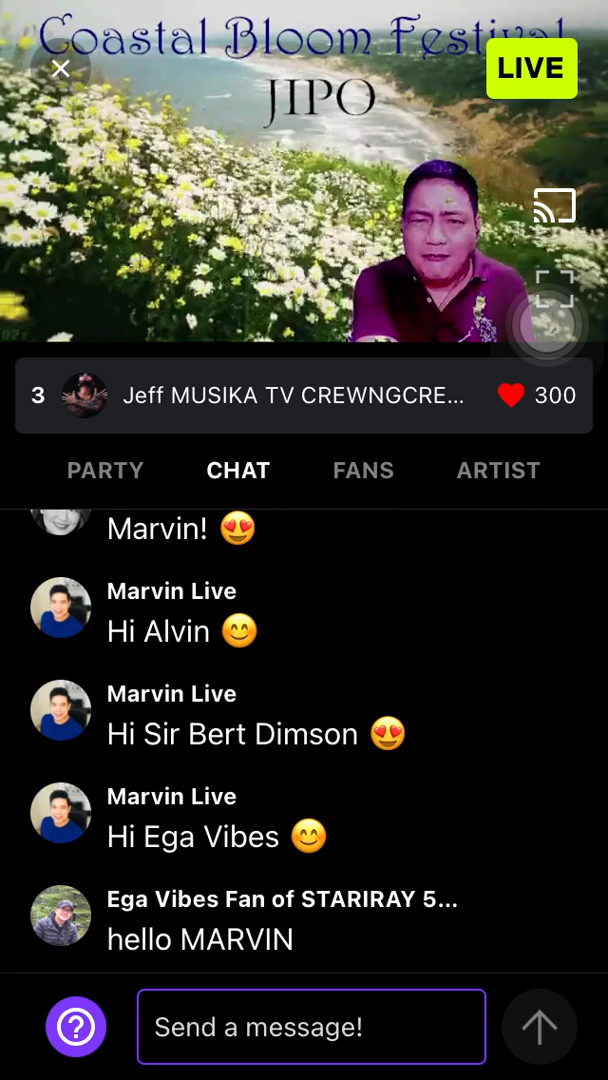 Coastal Bloom Festival
LIVE
JIPO
3 Jeff MUSIKA TV CREWNGCRE... 300
PARTY CHAT FANS ARTIST
Marvin! 😍
Marvin Live
Hi Alvin 😊
Marvin Live
Hi Sir Bert Dimson 😍
Marvin Live
Hi Ega Vibes 😊
Ega Vibes Fan of STARIRAY 5...
hello MARVIN
Send a message!